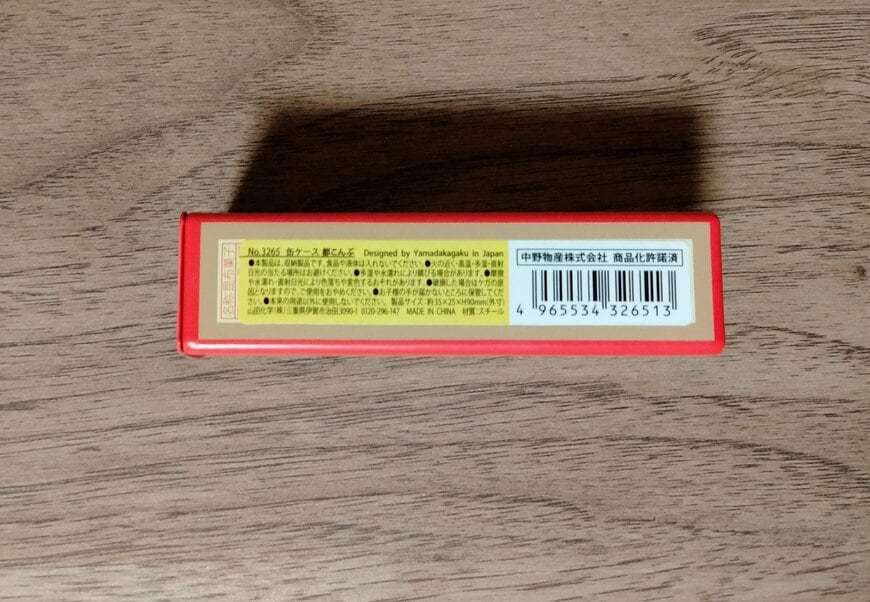 No.3265 缶ケース 都こんぶ Designed by Yamadakagaku in Japan
●本製品は、収納製品です。食品や液体は入れないでください。●火の近く・高温・多湿・直射
日光の当たる場所はお避けください。●多湿や水濡れにより錆びる場合があります。●摩擦
や水濡れ・直射日光により色落ちや変色するおそれがあります。●破損した場合はケガの原
因となりますので、ご使用をおやめください。●お子様の手が届かないところに保管してくだ
さい。●本来の用途以外に使用しないでください。 製品サイズ:約35×25×H90mm(外寸)
山田化学(株)三重県伊賀市治田3090-1 0120-296-147 MADE IN CHINA 材質:スチール
中野物産株式会社 商品化許諾済
4 965534 326513